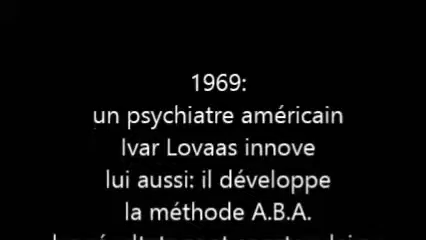 1969:
un psychiatre américain
Ivar Lovaas innove
lui aussi: il développe
la méthode A.B.A.